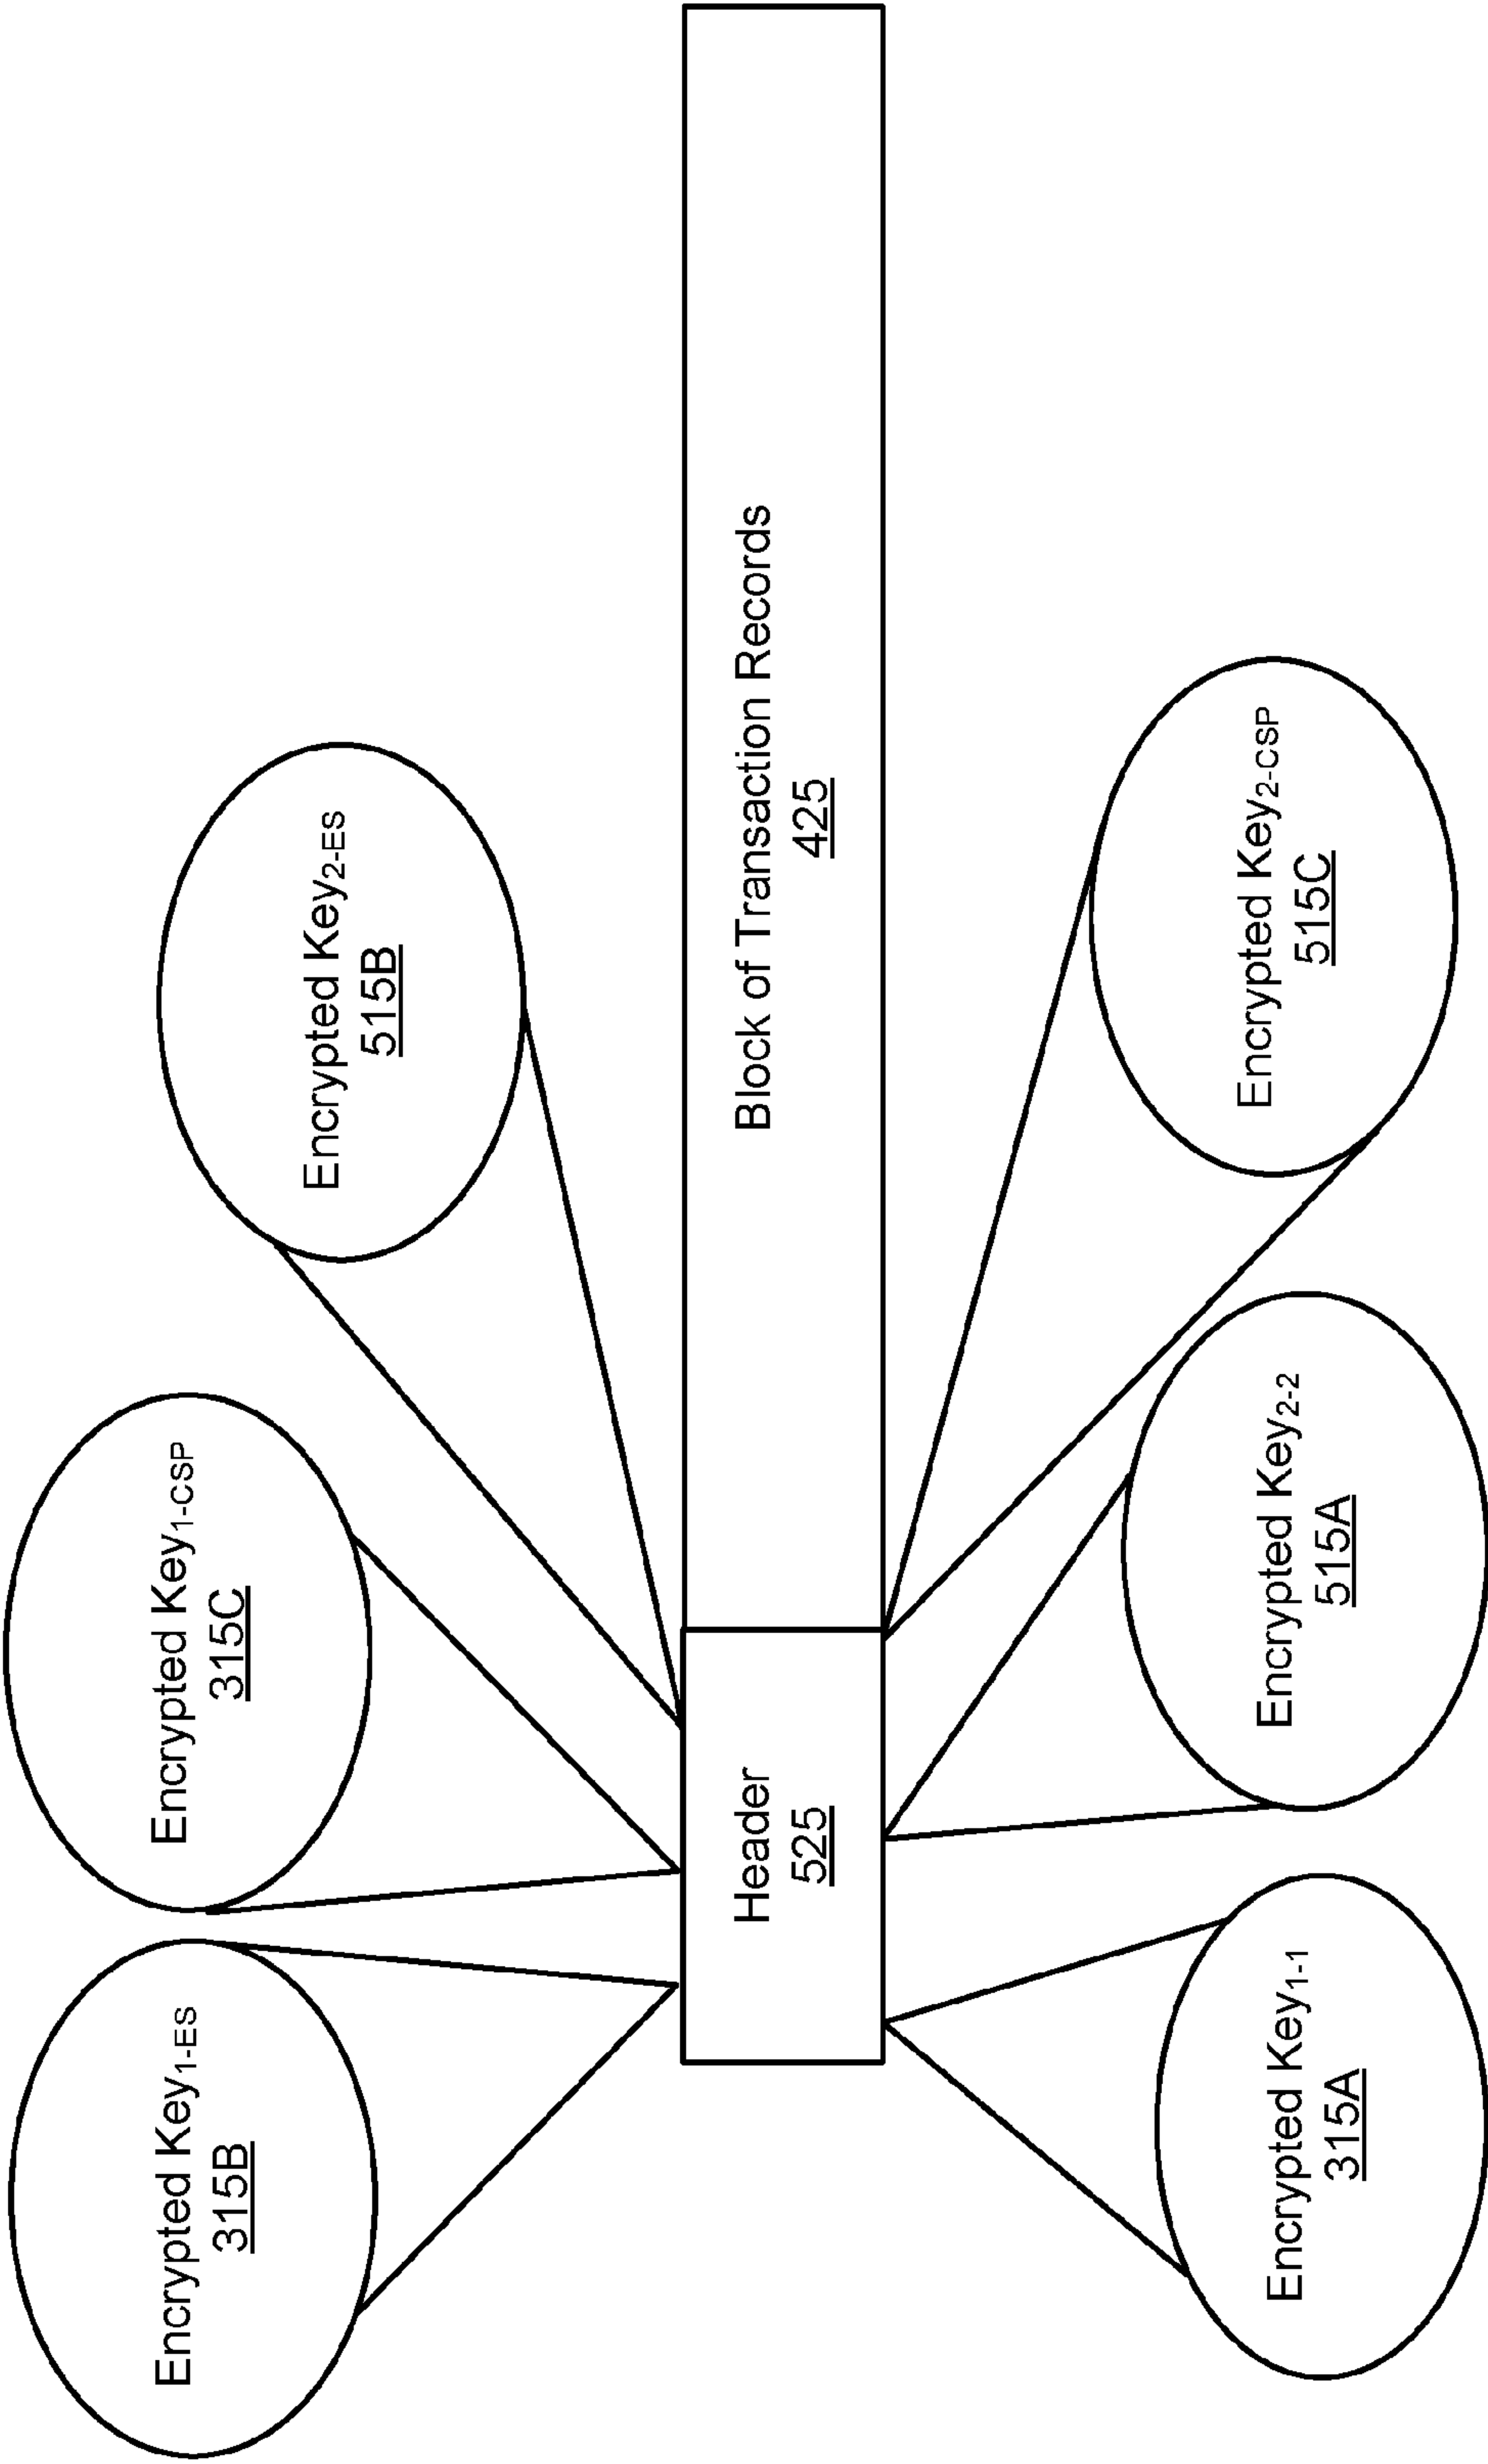 Encrypted Key1-ES
315B
Encrypted Key1-CSP
315C
Encrypted Key2-ES
515B
Header
525
Block of Transaction Records
425
Encrypted Key1-1
315A
Encrypted Key2-2
515A
Encrypted Key2-CSP
515C